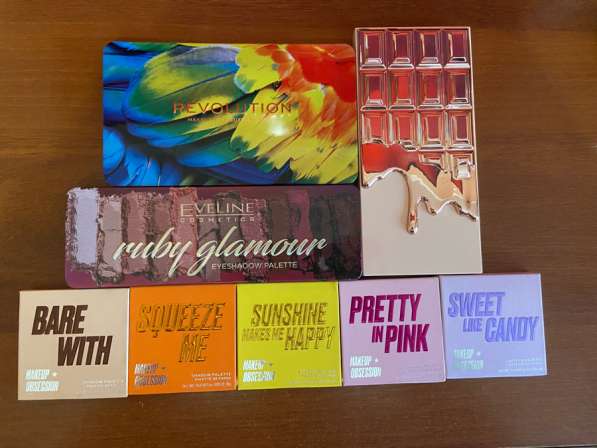 REVOLUTION
EVELINE
COSMETICS
ruby glamour
EYESHADOW PALETTE
BARE
WITH
MAKEUP
OBSESSION
SQUEEZE
ME
MAKEUP
OBSESSION
SUNSHINE
MAKES ME
HAPPY
MAKEUP
OBSESSION
PRETTY
IN
PINK
MAKEUP
OBSESSION
SWEET
LIKE
CANDY
MAKEUP
OBSESSION